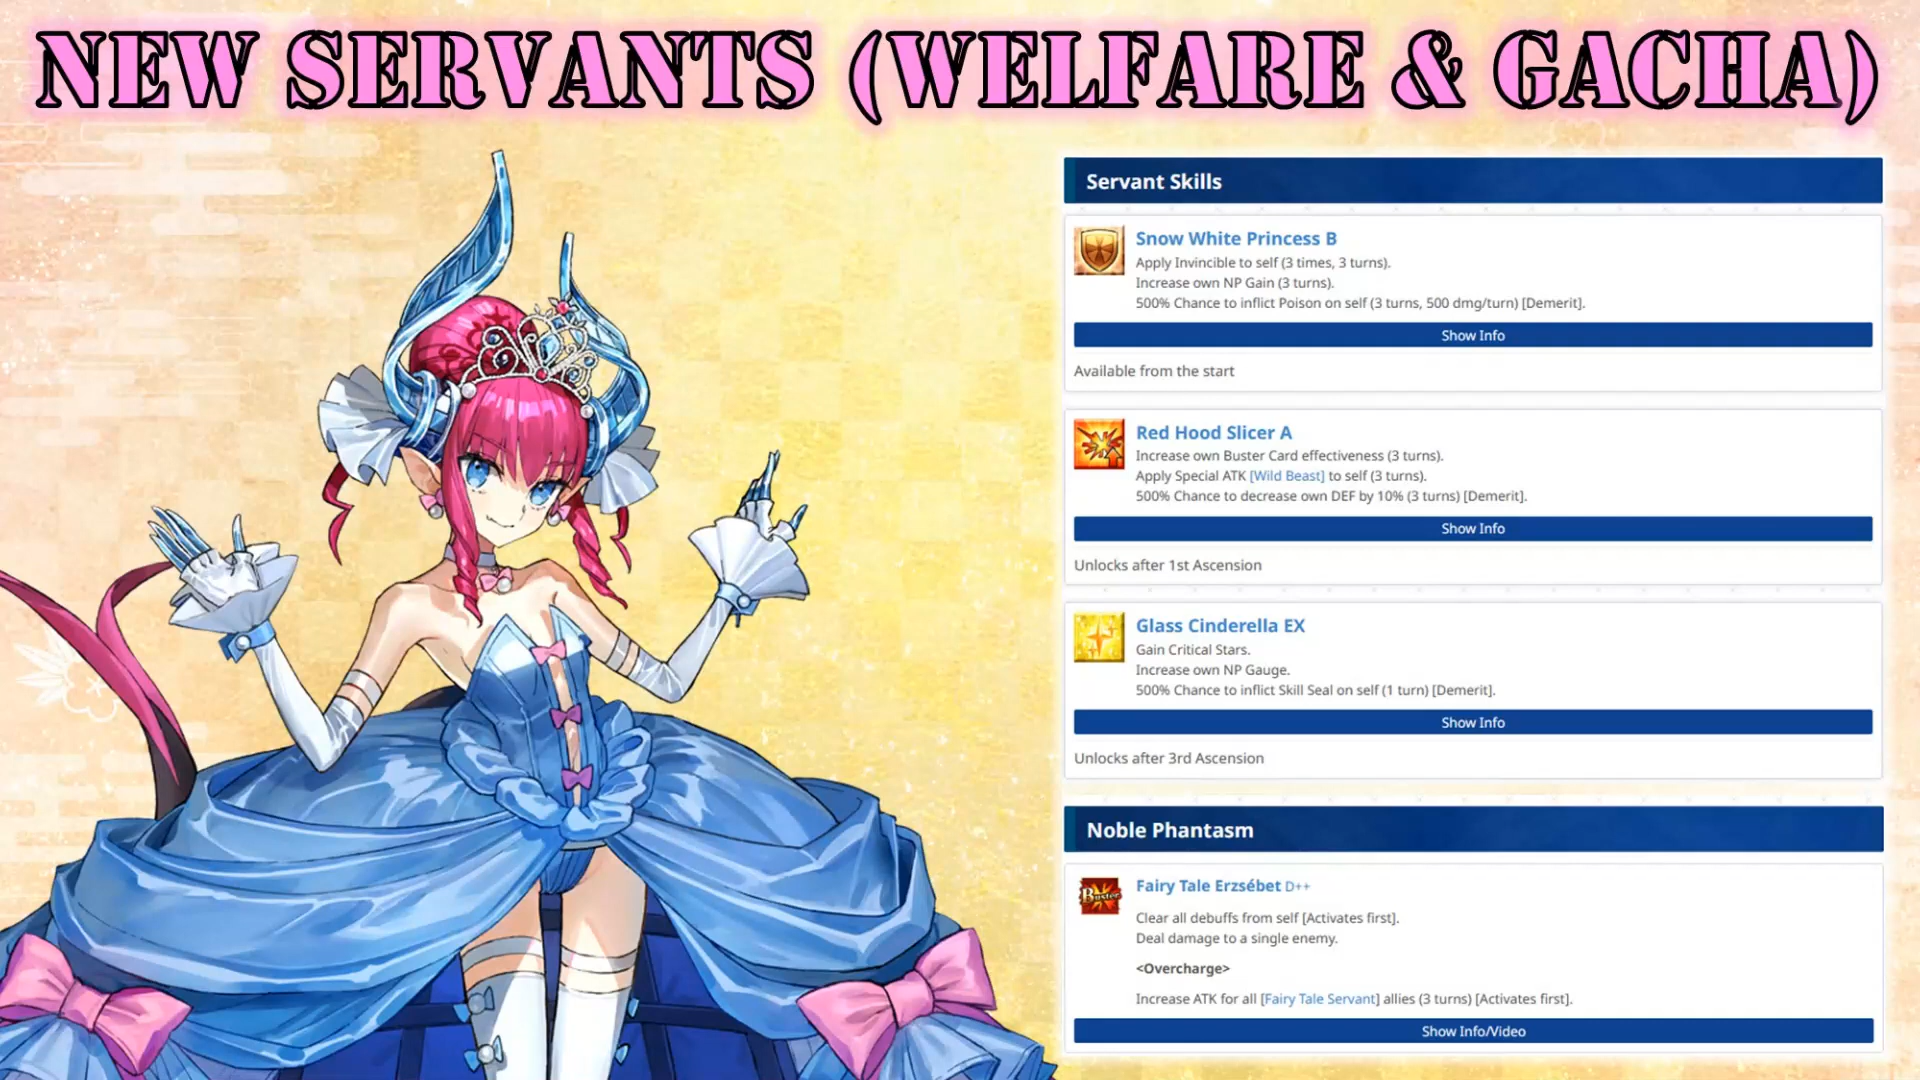 NEW SERVANTS (WELFARE & GACHA)
Servant Skills
Snow White Princess B
Apply Invincible to self (3 times, 3 turns).
Increase own NP Gain (3 turns).
500% Chance to inflict Poison on self (3 turns, 500 dmg/turn) [Demerit].
Show Info
Available from the start
Red Hood Slicer A
Increase own Buster Card effectiveness (3 turns).
Apply Special ATK [Wild Beast] to self (3 turns).
500% Chance to decrease own DEF by 10% (3 turns) [Demerit].
Show Info
Unlocks after 1st Ascension
Glass Cinderella EX
Gain Critical Stars.
Increase own NP Gauge.
500% Chance to inflict Skill Seal on self (1 turn) [Demerit].
Show Info
Unlocks after 3rd Ascension
Noble Phantasm
Buster
Fairy Tale Erzsébet D++
Clear all debuffs from self [Activates first].
Deal damage to a single enemy.
<Overcharge>
Increase ATK for all [Fairy Tale Servant] allies (3 turns) [Activates first].
Show Info/Video